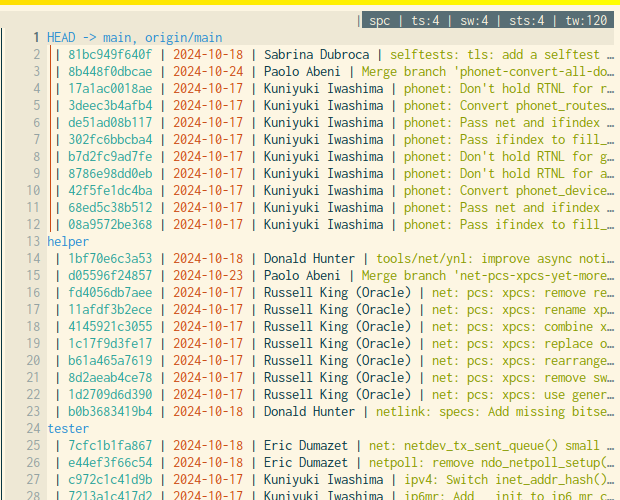 | spc | ts:4 | sw:4 | sts:4 | tw:120
1 HEAD -> main, origin/main
2 | 81bc949f640f | 2024-10-18 | Sabrina Dubroca | selftests: tls: add a selftest …
3 | 8b448f0dbcae | 2024-10-24 | Paolo Abeni | Merge branch 'phonet-convert-all-do…
4 | 17a1ac0018ae | 2024-10-17 | Kuniyuki Iwashima | phonet: Don't hold RTNL for r…
5 | 3deec3b4afb4 | 2024-10-17 | Kuniyuki Iwashima | phonet: Convert phonet_routes…
6 | de51ad08b117 | 2024-10-17 | Kuniyuki Iwashima | phonet: Pass net and ifindex …
7 | 302fc6bbcba4 | 2024-10-17 | Kuniyuki Iwashima | phonet: Pass ifindex to fill_…
8 | b7d2fc9ad7fe | 2024-10-17 | Kuniyuki Iwashima | phonet: Don't hold RTNL for g…
9 | 8786e98dd0eb | 2024-10-17 | Kuniyuki Iwashima | phonet: Don't hold RTNL for a…
10 | 42f5fe1dc4ba | 2024-10-17 | Kuniyuki Iwashima | phonet: Convert phonet_device…
11 | 68ed5c38b512 | 2024-10-17 | Kuniyuki Iwashima | phonet: Pass net and ifindex …
12 | 08a9572be368 | 2024-10-17 | Kuniyuki Iwashima | phonet: Pass ifindex to fill_…
13 helper
14 | 1bf70e6c3a53 | 2024-10-18 | Donald Hunter | tools/net/ynl: improve async noti…
15 | d05596f24857 | 2024-10-23 | Paolo Abeni | Merge branch 'net-pcs-xpcs-yet-more…
16 | fd4056db7aee | 2024-10-17 | Russell King (Oracle) | net: pcs: xpcs: remove re…
17 | 11afdf3b2ece | 2024-10-17 | Russell King (Oracle) | net: pcs: xpcs: rename xp…
18 | 4145921c3055 | 2024-10-17 | Russell King (Oracle) | net: pcs: xpcs: combine x…
19 | 1c17f9d3fe17 | 2024-10-17 | Russell King (Oracle) | net: pcs: xpcs: replace o…
20 | b61a465a7619 | 2024-10-17 | Russell King (Oracle) | net: pcs: xpcs: rearrange…
21 | 8d2aeab4ce78 | 2024-10-17 | Russell King (Oracle) | net: pcs: xpcs: remove sw…
22 | 1d2709d6d390 | 2024-10-17 | Russell King (Oracle) | net: pcs: xpcs: use gener…
23 | b0b3683419b4 | 2024-10-18 | Donald Hunter | netlink: specs: Add missing bitse…
24 tester
25 | 7cfc1b1fa867 | 2024-10-18 | Eric Dumazet | net: netdev_tx_sent_queue() small …
26 | e44ef3f66c54 | 2024-10-18 | Eric Dumazet | netpoll: remove ndo_netpoll_setup(…
27 | c972c1c41d9b | 2024-10-17 | Kuniyuki Iwashima | ipv4: Switch inet_addr_hash()…
28 | 7213a1c417d2 | 2024-10-17 | Kuniyuki Iwashima | ip6mr: Add __init to ip6_mr_c…